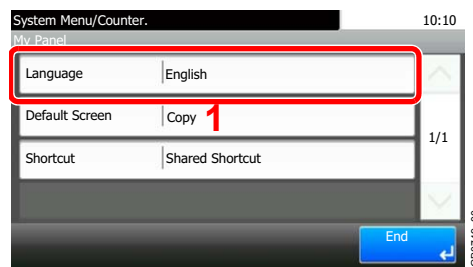 System Menu/Counter. 10:10
My Panel
Language English
Default Screen Copy 1
1/1
Shortcut Shared Shortcut
End